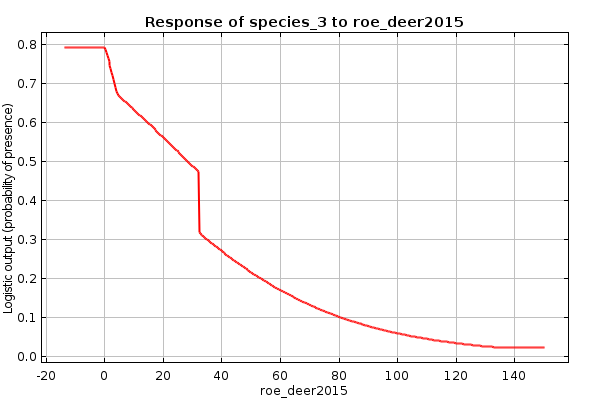 Response of species_3 to roe_deer2015
Logistic output (probability of presence)
0.8
0.7
0.6
0.5
0.4
0.3
0.2
0.1
0.0
-20 0 20 40 60 80 100 120 140
roe_deer2015